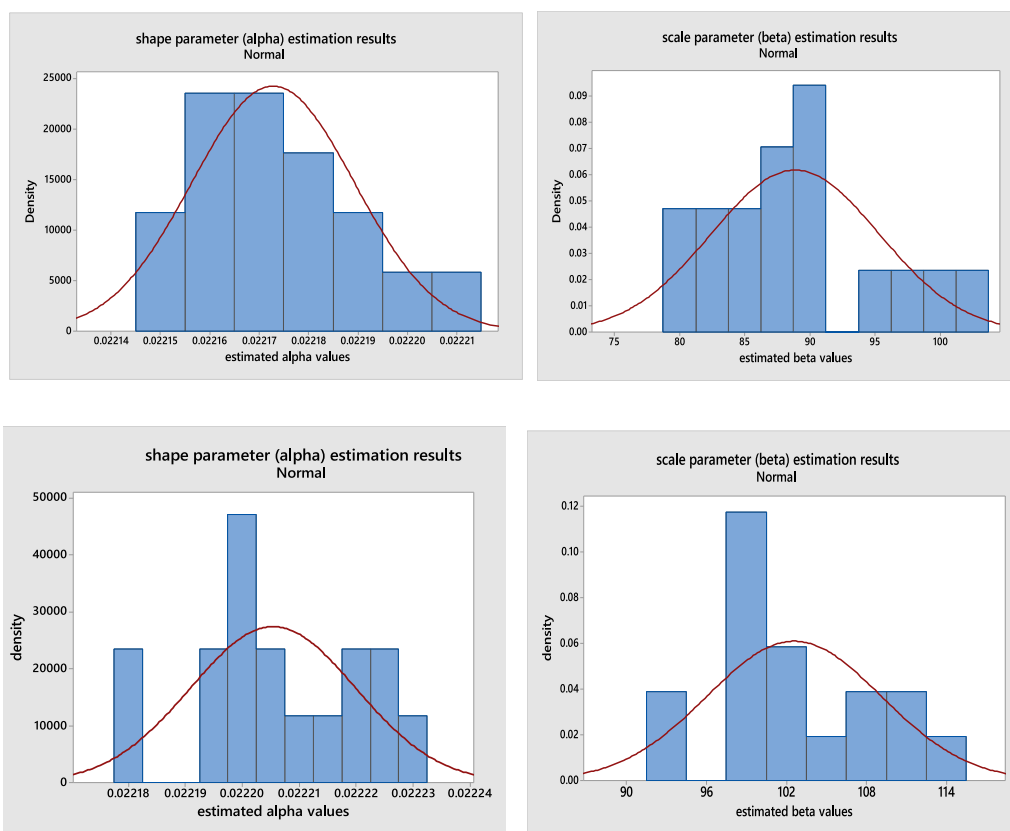 shape parameter (alpha) estimation results
Normal
25000
20000
15000
10000
5000
0
Density
0.02214 0.02215 0.02216 0.02217 0.02218 0.02219 0.02220 0.02221
estimated alpha values
scale parameter (beta) estimation results
Normal
0.09
0.08
0.07
0.06
0.05
0.04
0.03
0.02
0.01
0.00
Density
75 80 85 90 95 100
estimated beta values
shape parameter (alpha) estimation results
Normal
50000
40000
30000
20000
10000
0
density
0.02218 0.02219 0.02220 0.02221 0.02222 0.02223 0.02224
estimated alpha values
scale parameter (beta) estimation results
Normal
0.12
0.10
0.08
0.06
0.04
0.02
0.00
density
90 96 102 108 114
estimated beta values